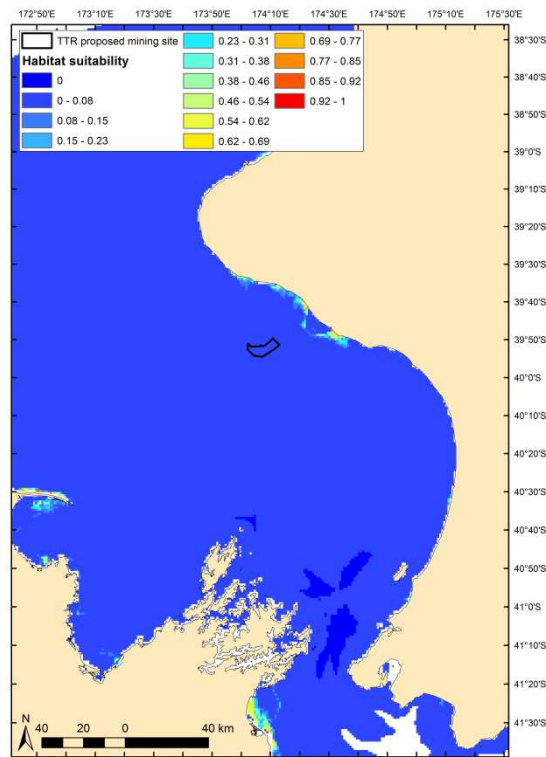 172°50'E 173°10'E 173°30'E 173°50'E 174°10'E 174°30'E 174°50'E 175°10'E 175°30'E
TTR proposed mining site
Habitat suitability
0
0 - 0.08
0.08 - 0.15
0.15 - 0.23
0.23 - 0.31
0.31 - 0.38
0.38 - 0.46
0.46 - 0.54
0.54 - 0.62
0.62 - 0.69
0.69 - 0.77
0.77 - 0.85
0.85 - 0.92
0.92 - 1
38°30'S
38°40'S
38°50'S
39°0'S
39°10'S
39°20'S
39°30'S
39°40'S
39°50'S
40°0'S
40°10'S
40°20'S
40°30'S
40°40'S
40°50'S
41°0'S
41°10'S
41°20'S
41°30'S
N
40 20 0 40 km